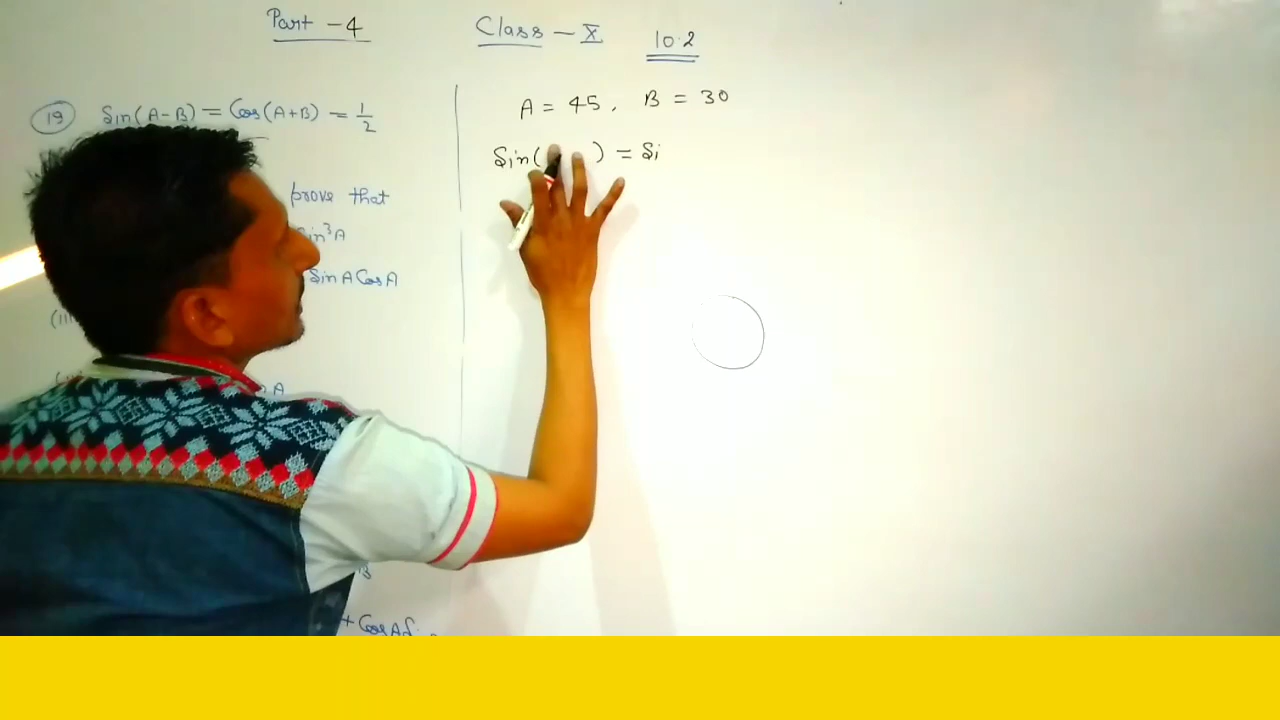 Part - 4
Class - X
10.2
19 Sin(A-B) = Cos(A+B) = 1/2
prove that
Sin³A
Sin A Cos A
A
+ Cos A
A = 45, B = 30
Sin( ) = Si